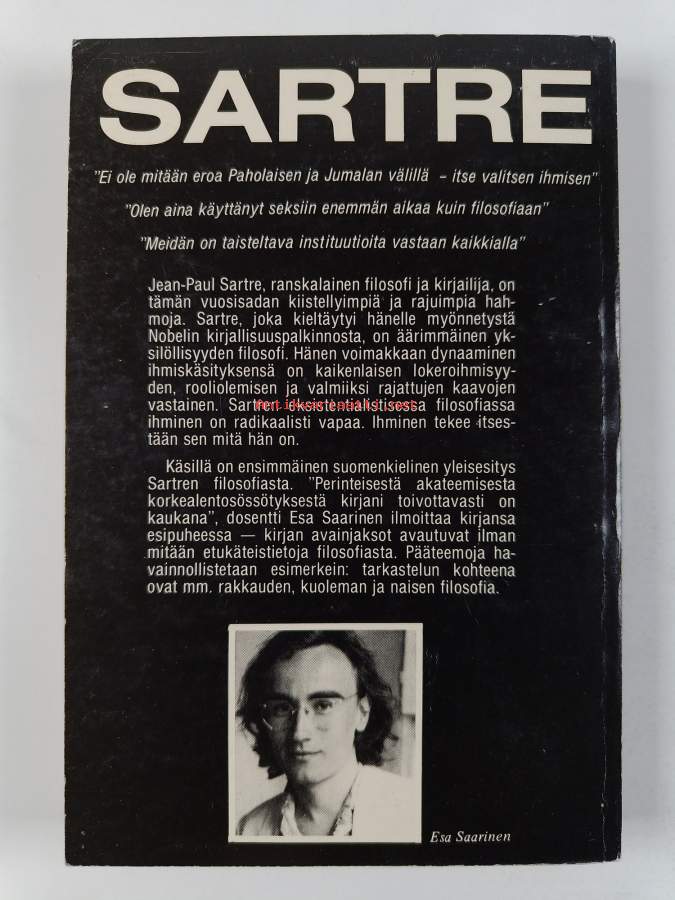 SARTRE
"Ei ole mitään eroa Paholaisen ja Jumalan välillä – itse valitsen ihmisen"
"Olen aina käyttänyt seksiin enemmän aikaa kuin filosofiaan"
"Meidän on taisteltava instituutioita vastaan kaikkialla"
Jean-Paul Sartre, ranskalainen filosofi ja kirjailija, on
tämän vuosisadan kiistellyimpiä ja rajuimpia hah-
moja. Sartre, joka kieltäytyi hänelle myönnetystä
Nobelin kirjallisuuspalkinnosta, on äärimmäinen yk-
silöllisyyden filosofi. Hänen voimakkaan dynaaminen
ihmiskäsityksensä on kaikenlaisen lokeroihmisyy-
den, rooliolemisen ja valmiiksi rajattujen kaavojen
vastainen. Sartren eksistentialistisessa filosofiassa
antikvariaatti.net
ihminen on radikaalisti vapaa. Ihminen tekee itses-
tään sen mitä hän on.
Käsillä on ensimmäinen suomenkielinen yleisesitys
Sartren filosofiasta. "Perinteisestä akateemisesta
korkealentosössötyksestä kirjani toivottavasti on
kaukana", dosentti Esa Saarinen ilmoittaa kirjansa
esipuheessa — kirjan avainjaksot avautuvat ilman
mitään etukäteistietoja filosofiasta. Pääteemoja ha-
vainnollistetaan esimerkein: tarkastelun kohteena
ovat mm. rakkauden, kuoleman ja naisen filosofia.
Esa Saarinen